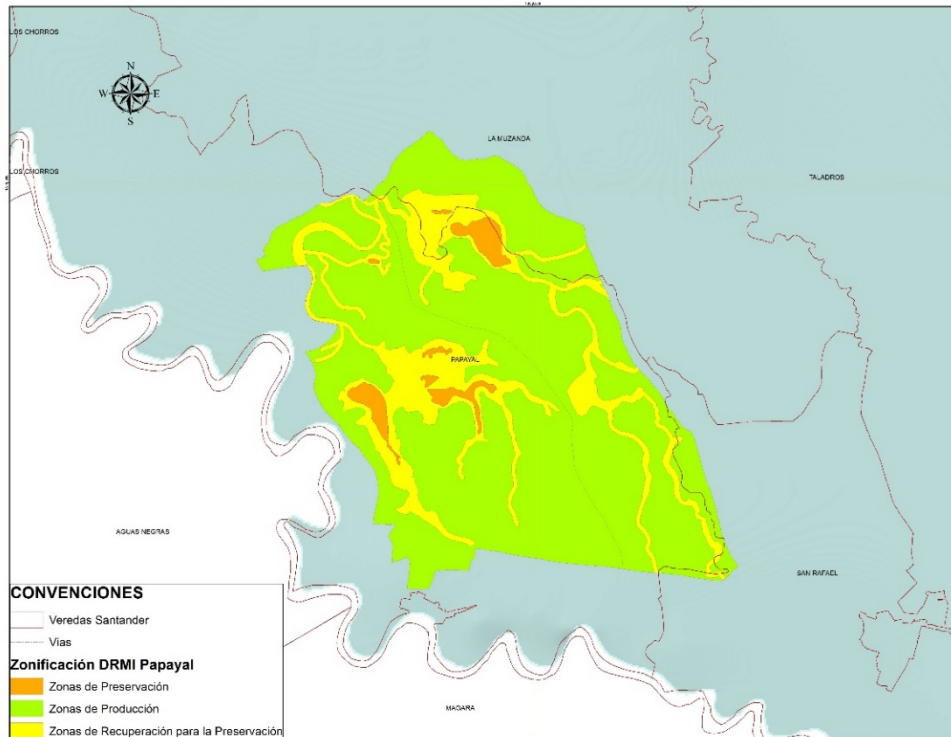 LOS CHORROS
N
W E
S
LA MUZANDA
LOS CHORROS
TALADROS
PAPAYAL
AGUAS NEGRAS
SAN RAFAEL
MAGARA
CONVENCIONES
Veredas Santander
Vías
Zonificación DRMI Papayal
Zonas de Preservación
Zonas de Producción
Zonas de Recuperación para la Preservación